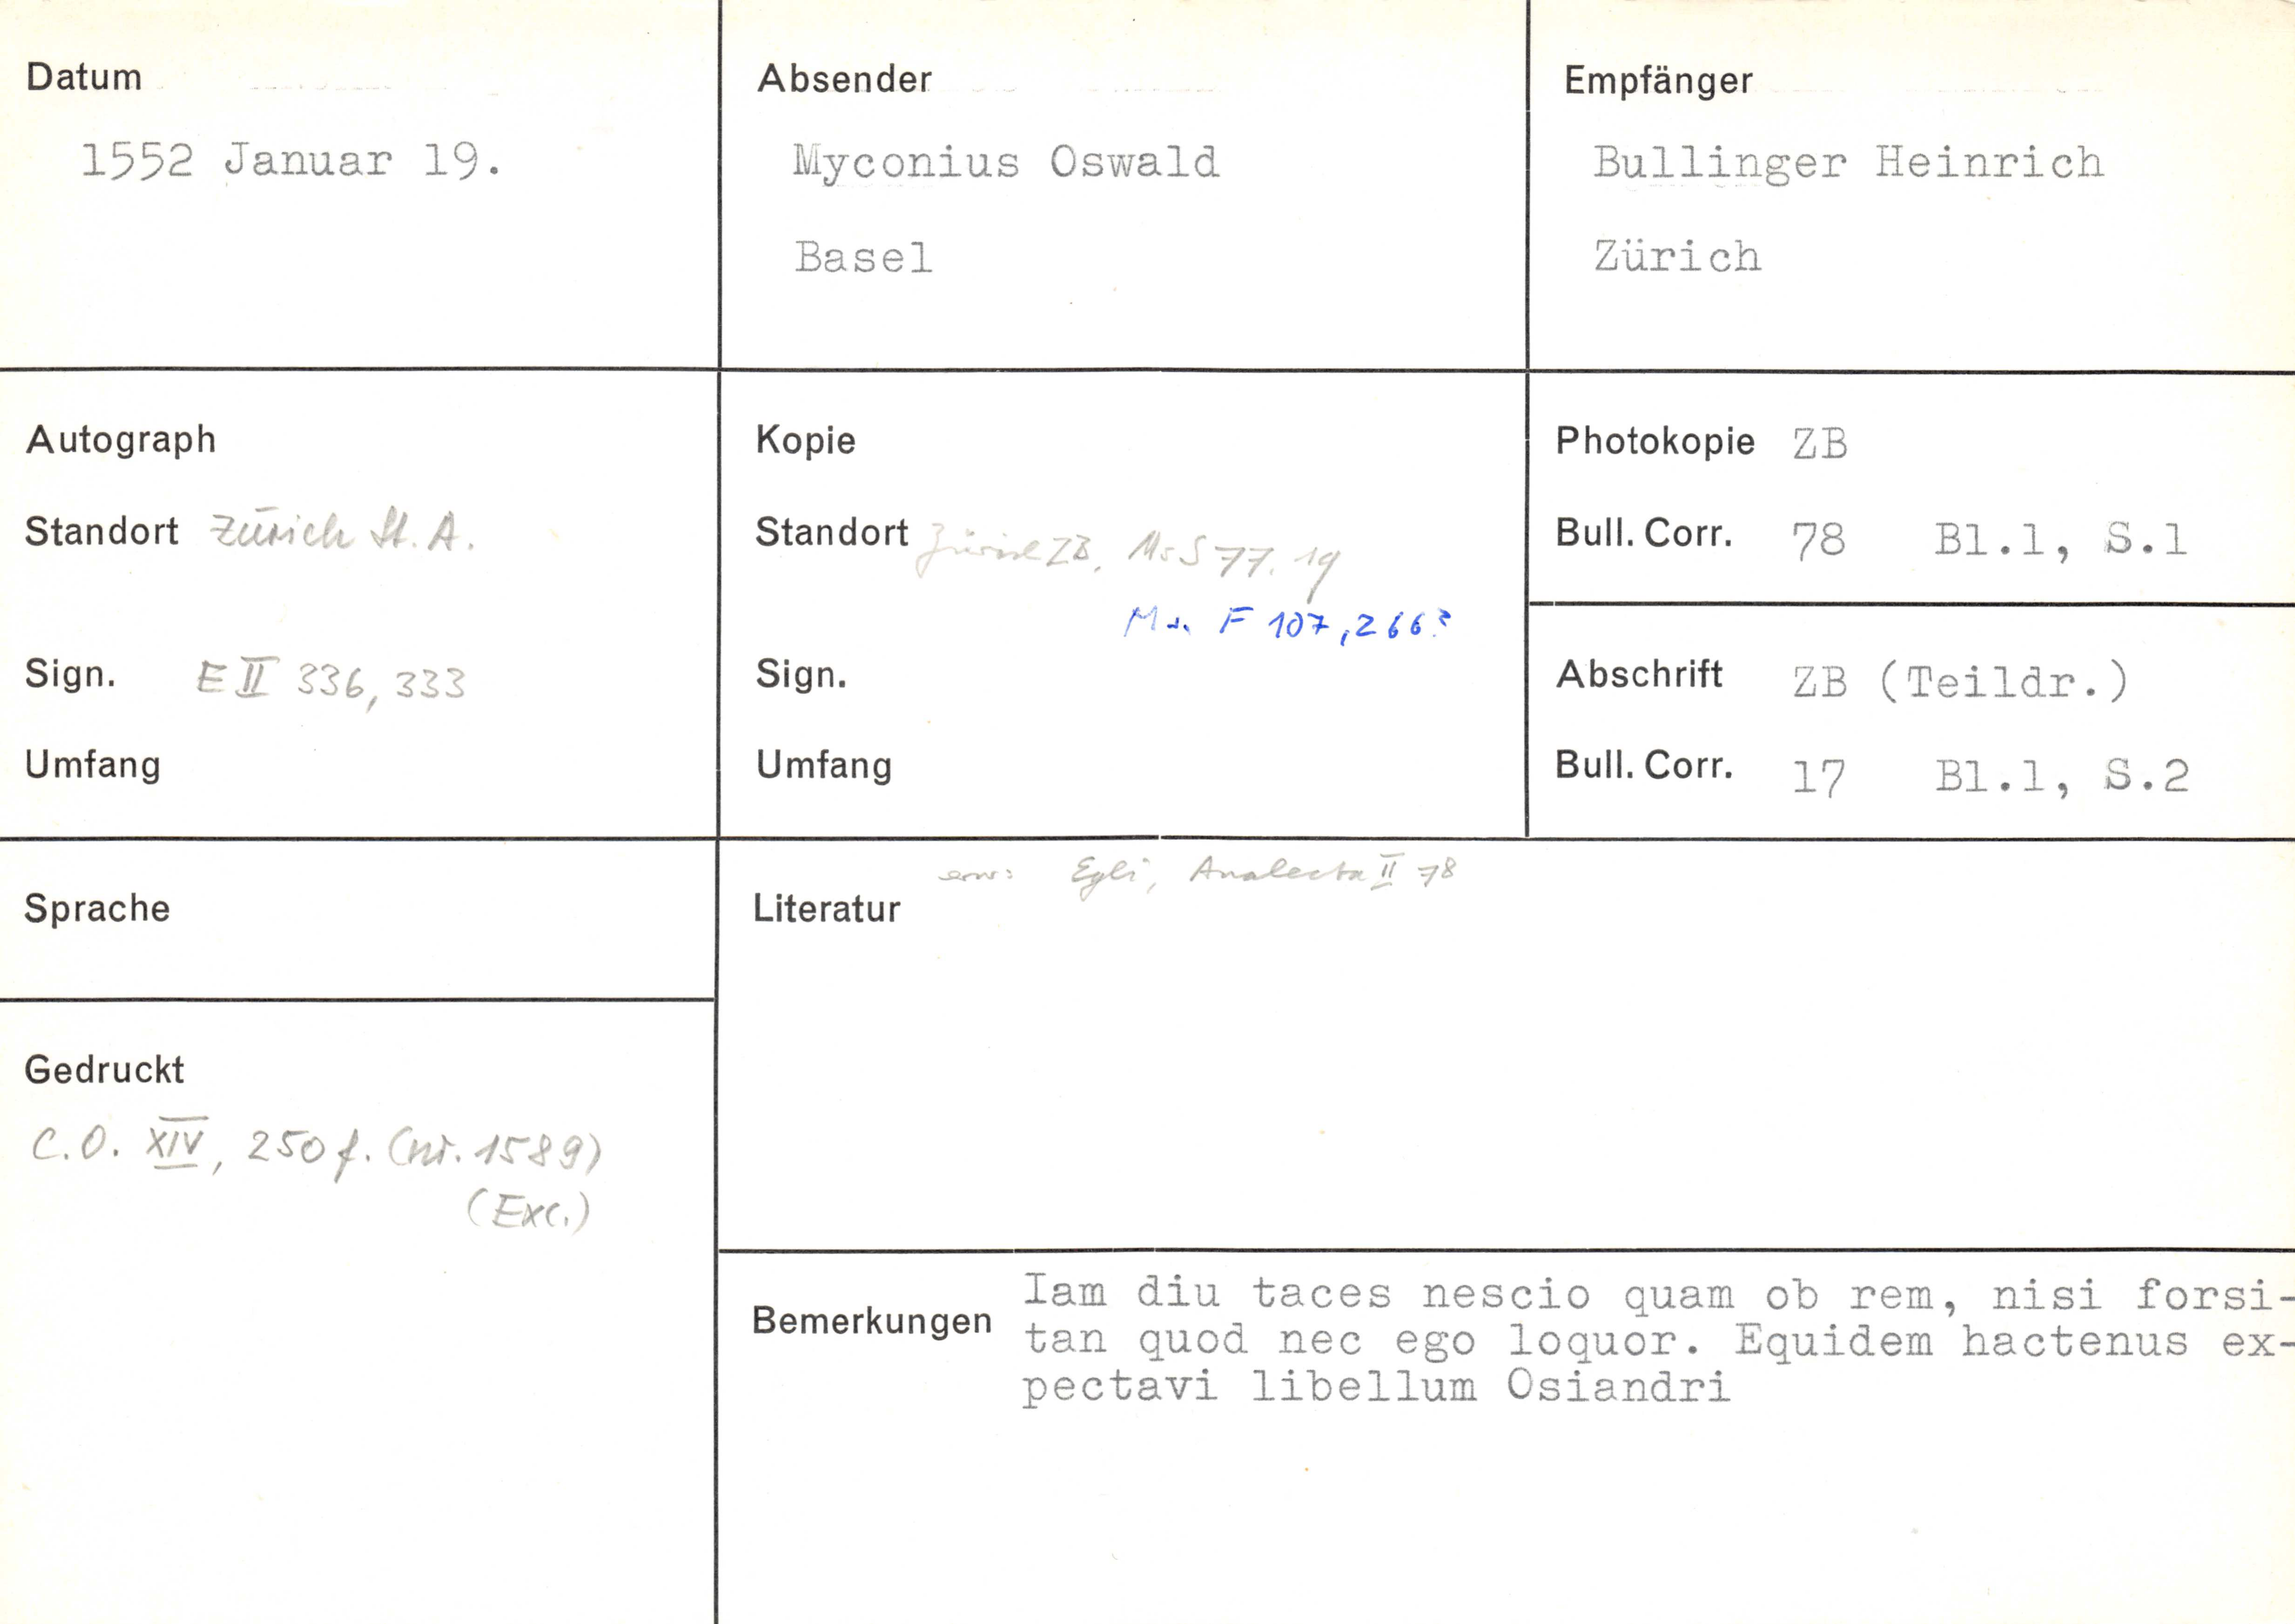 Datum
1552 Januar 19.
Absender
Myconius Oswald
Basel
Empfänger
Bullinger Heinrich
Zürich
Autograph
Standort Zürich St. A.
Sign. E II 336, 333
Umfang
Kopie
Standort Zürich ZB, Ms S 77. 19
Ms. F 107, 266
Sign.
Umfang
Photokopie ZB
Bull. Corr. 78 Bl.1, S.1
Abschrift ZB (Teildr.)
Bull. Corr. 17 Bl.1, S.2
Sprache
Gedruckt
C.O. XIV, 250 f. (nr. 1589)
(Exc.)
erw: Egli, Analecta II 78
Literatur
Bemerkungen
Iam diu taces nescio quam ob rem, nisi forsi-
tan quod nec ego loquor. Equidem hactenus ex-
pectavi libellum Osiandri